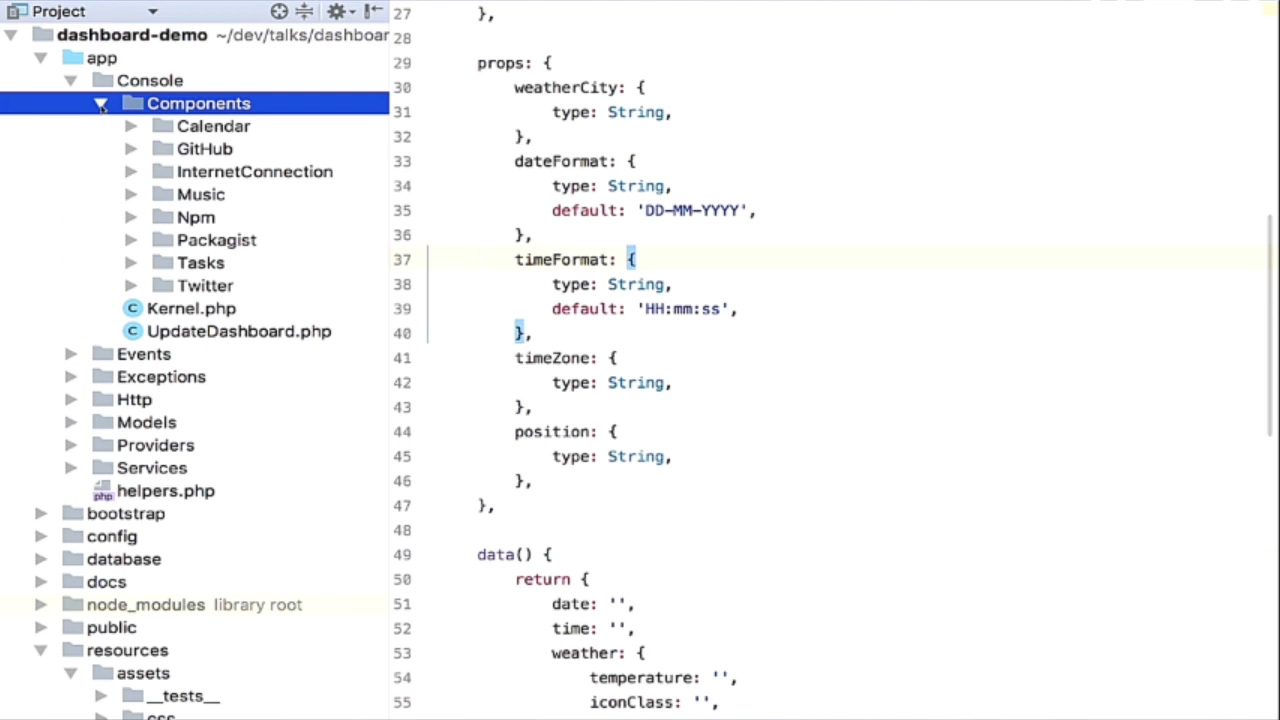 Project
dashboard-demo ~/dev/talks/dashboar
app
Console
Components
Calendar
GitHub
InternetConnection
Music
Npm
Packagist
Tasks
Twitter
Kernel.php
UpdateDashboard.php
Events
Exceptions
Http
Models
Providers
Services
php helpers.php
bootstrap
config
database
docs
node_modules library root
public
resources
assets
__tests__
css
27 },
28
29 props: {
30 weatherCity: {
31 type: String,
32 },
33 dateFormat: {
34 type: String,
35 default: 'DD-MM-YYYY',
36 },
37 timeFormat: {
38 type: String,
39 default: 'HH:mm:ss',
40 },
41 timeZone: {
42 type: String,
43 },
44 position: {
45 type: String,
46 },
47 },
48
49 data() {
50 return {
51 date: '',
52 time: '',
53 weather: {
54 temperature: '',
55 iconClass: '',